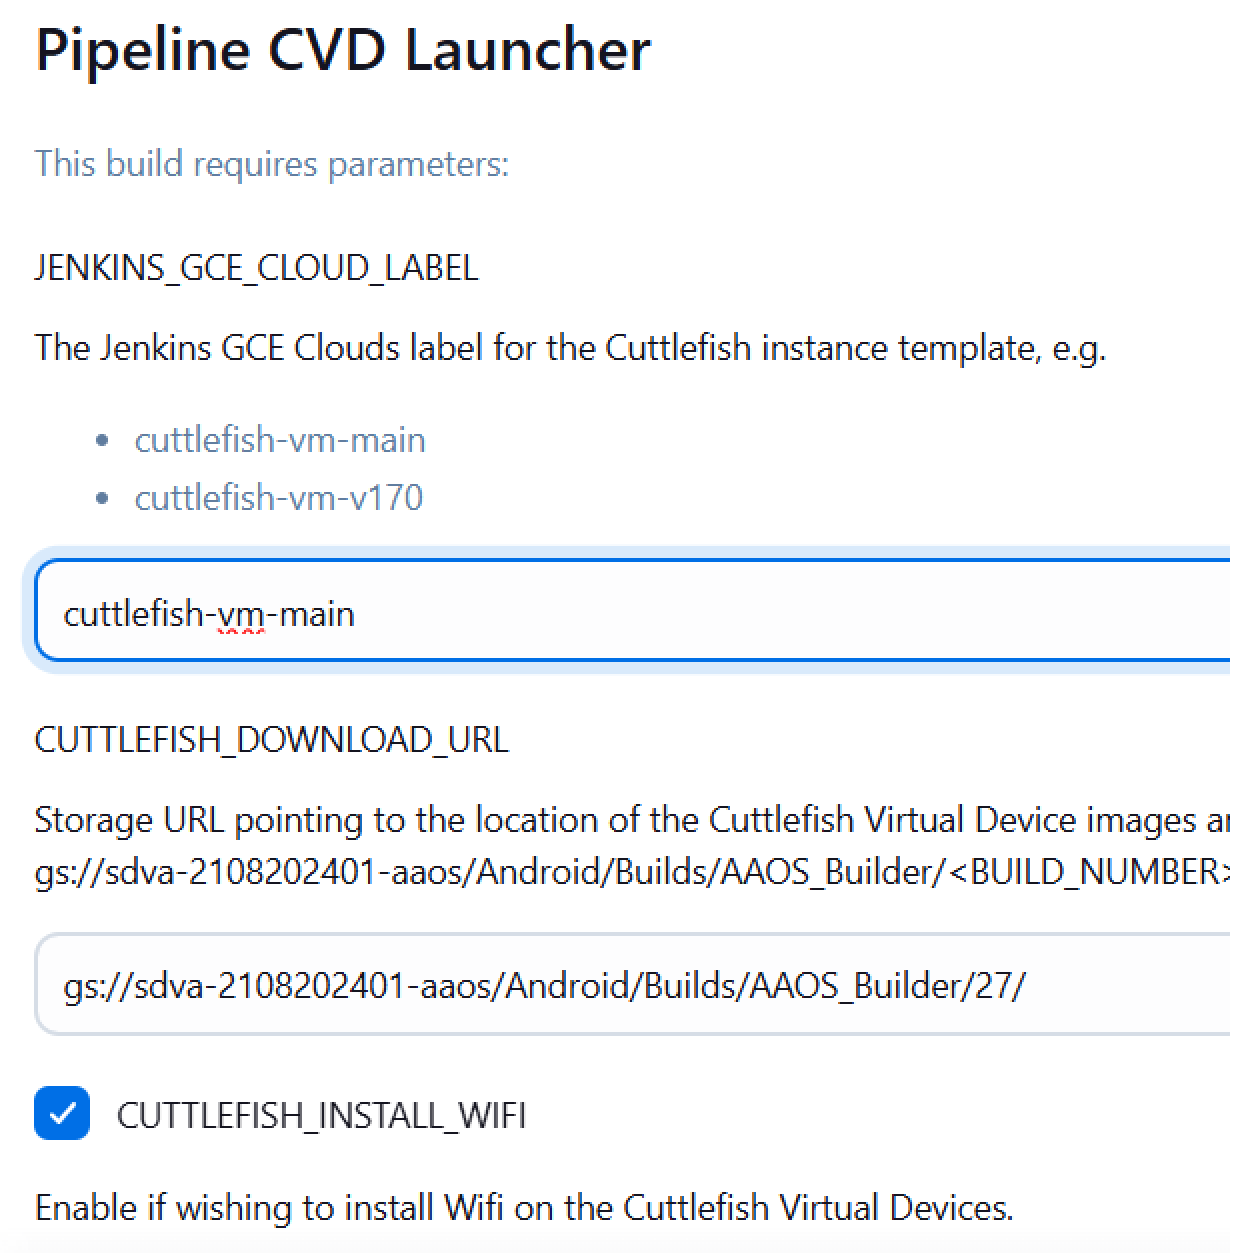 Pipeline CVD Launcher
This build requires parameters:
JENKINS_GCE_CLOUD_LABEL
The Jenkins GCE Clouds label for the Cuttlefish instance template, e.g.
cuttlefish-vm-main
cuttlefish-vm-v170
cuttlefish-vm-main
CUTTLEFISH_DOWNLOAD_URL
Storage URL pointing to the location of the Cuttlefish Virtual Device images
gs://sdva-2108202401-aaos/Android/Builds/AAOS_Builder/<BUILD_NUMBER>
gs://sdva-2108202401-aaos/Android/Builds/AAOS_Builder/27/
CUTTLEFISH_INSTALL_WIFI
Enable if wishing to install Wifi on the Cuttlefish Virtual Devices.